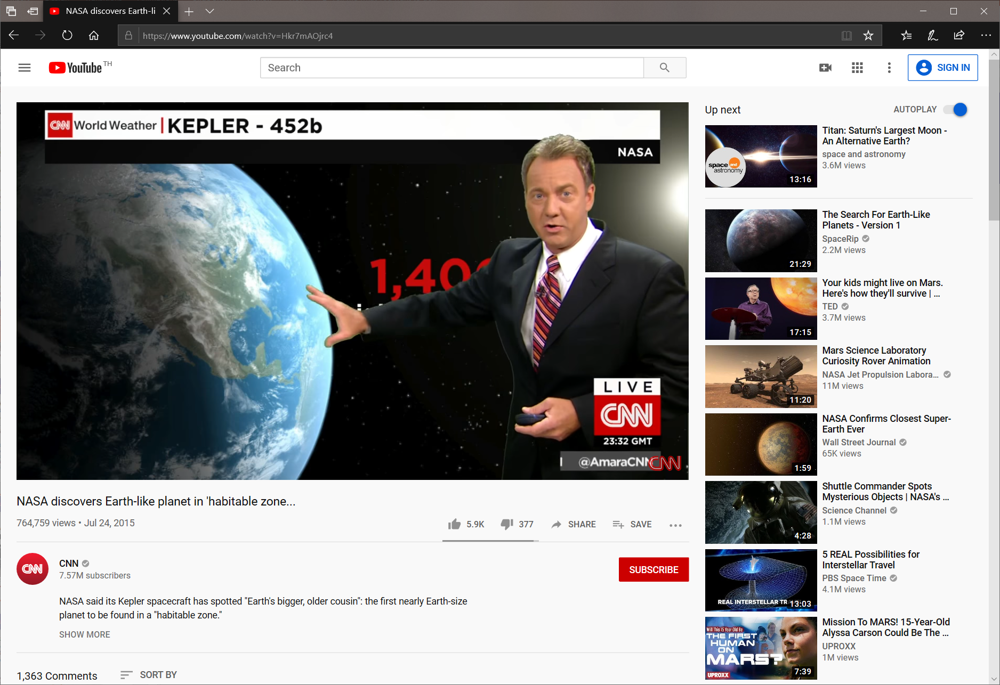 NASA discovers Earth-li
https://www.youtube.com/watch?v=Hkr7mAOjrc4
YouTube TH
Search
SIGN IN
CNN World Weather | KEPLER - 452b
NASA
1,40
LIVE
CNN
23:32 GMT
@AmaraCNN
CNN
NASA discovers Earth-like planet in 'habitable zone...
764,759 views • Jul 24, 2015
5.9K
377
SHARE
SAVE
CNN
CNN
7.57M subscribers
SUBSCRIBE
NASA said its Kepler spacecraft has spotted "Earth's bigger, older cousin": the first nearly Earth-size
planet to be found in a "habitable zone."
SHOW MORE
1,363 Comments
SORT BY
Up next
AUTOPLAY
space and
astronomy
13:16
Titan: Saturn's Largest Moon -
An Alternative Earth?
space and astronomy
3.6M views
21:29
The Search For Earth-Like
Planets - Version 1
SpaceRip
2.2M views
17:15
Your kids might live on Mars.
Here's how they'll survive | ...
TED
3.7M views
11:20
Mars Science Laboratory
Curiosity Rover Animation
NASA Jet Propulsion Labora...
11M views
1:59
NASA Confirms Closest Super-
Earth Ever
Wall Street Journal
65K views
4:28
Shuttle Commander Spots
Mysterious Objects | NASA's ...
Science Channel
1.1M views
REAL INTERSTELLAR TR
13:03
5 REAL Possibilities for
Interstellar Travel
PBS Space Time
4.1M views
Will This 15 Year-Old Be
THE FIRST
HUMAN
ON
MARS?
UPROXX
7:39
Mission To MARS! 15-Year-Old
Alyssa Carson Could Be The ...
UPROXX
1M views